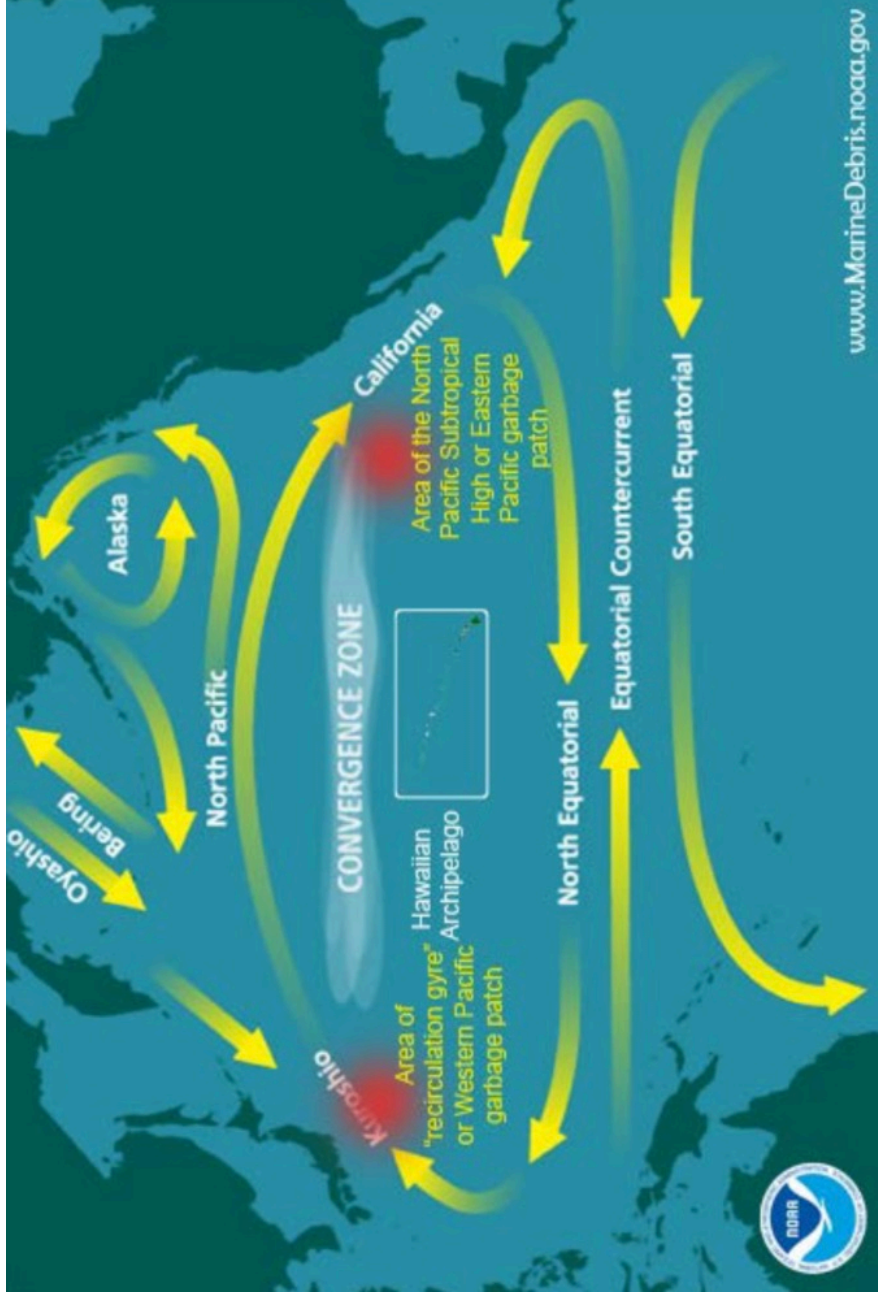 Oyashio
Bering
Alaska
North Pacific
Kuroshio
CONVERGENCE ZONE
California
Area of
"recirculation gyre"
or Western Pacific
garbage patch
Hawaiian
Archipelago
Area of the North
Pacific Subtropical
High or Eastern
Pacific garbage
patch
North Equatorial
Equatorial Countercurrent
South Equatorial
NOAA
www.MarineDebris.noaa.gov